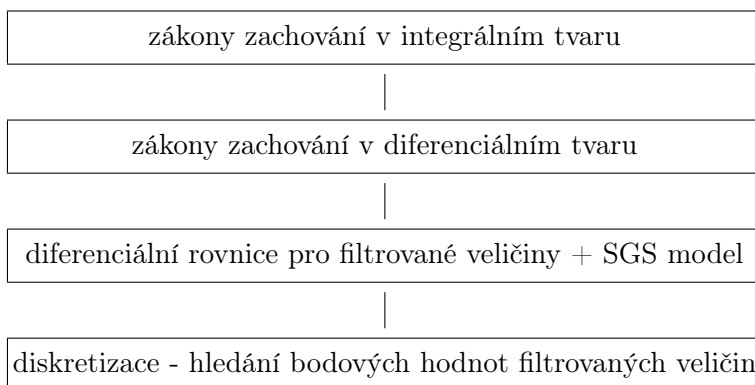 zákony zachování v integrálním tvaru
zákony zachování v diferenciálním tvaru
diferenciální rovnice pro filtrované veličiny + SGS model
diskretizace - hledání bodových hodnot filtrovaných veličin